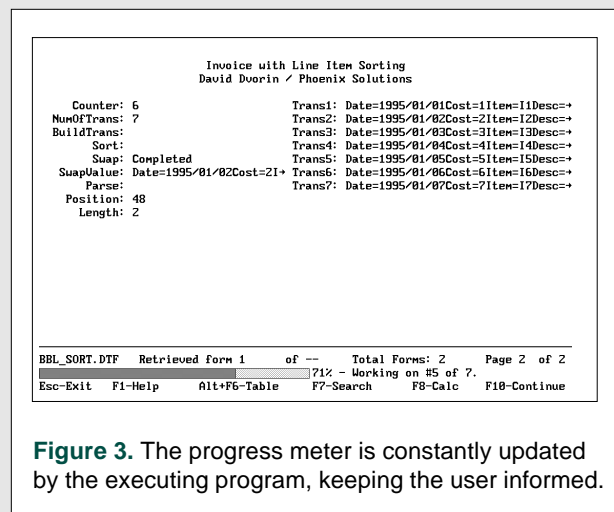 Invoice with Line Item Sorting
David Dvorin / Phoenix Solutions
Counter: 6 Trans1: Date=1995/01/01Cost=1Item=I1Desc=→
NumOfTrans: 7 Trans2: Date=1995/01/02Cost=2Item=I2Desc=→
BuildTrans: Trans3: Date=1995/01/03Cost=3Item=I3Desc=→
Sort: Trans4: Date=1995/01/04Cost=4Item=I4Desc=→
Swap: Completed Trans5: Date=1995/01/05Cost=5Item=I5Desc=→
SwapValue: Date=1995/01/02Cost=2I→ Trans6: Date=1995/01/06Cost=6Item=I6Desc=→
Parse: Trans7: Date=1995/01/07Cost=7Item=I7Desc=→
Position: 48
Length: 2
BBL_SORT.DTF Retrieved form 1 of -- Total Forms: 2 Page 2 of 2
71% - Working on #5 of 7.
Esc-Exit F1-Help Alt+F6-Table F7-Search F8-Calc F10-Continue
Figure 3. The progress meter is constantly updated
by the executing program, keeping the user informed.